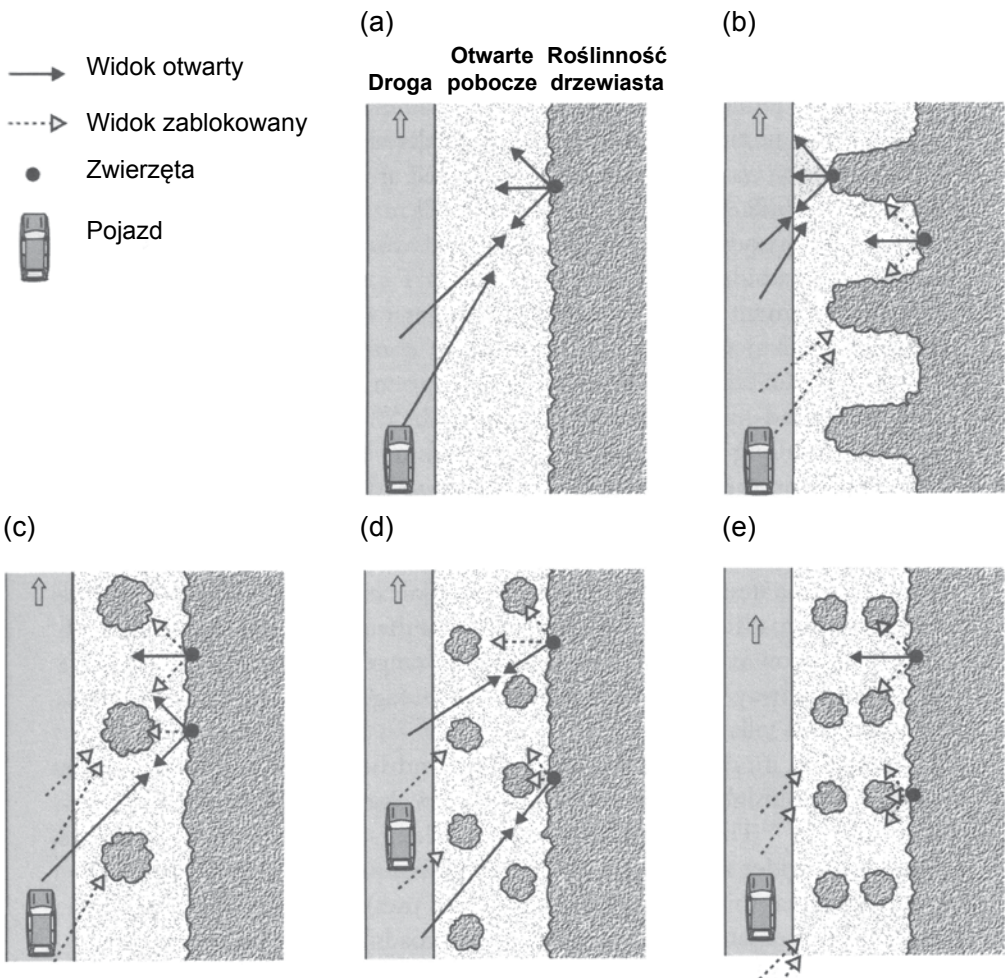 (a)
(b)
Widok otwarty
Widok zablokowany
Zwierzęta
Pojazd
Droga
Otwarte
pobocze
Roślinność
drzewiasta
(c)
(d)
(e)